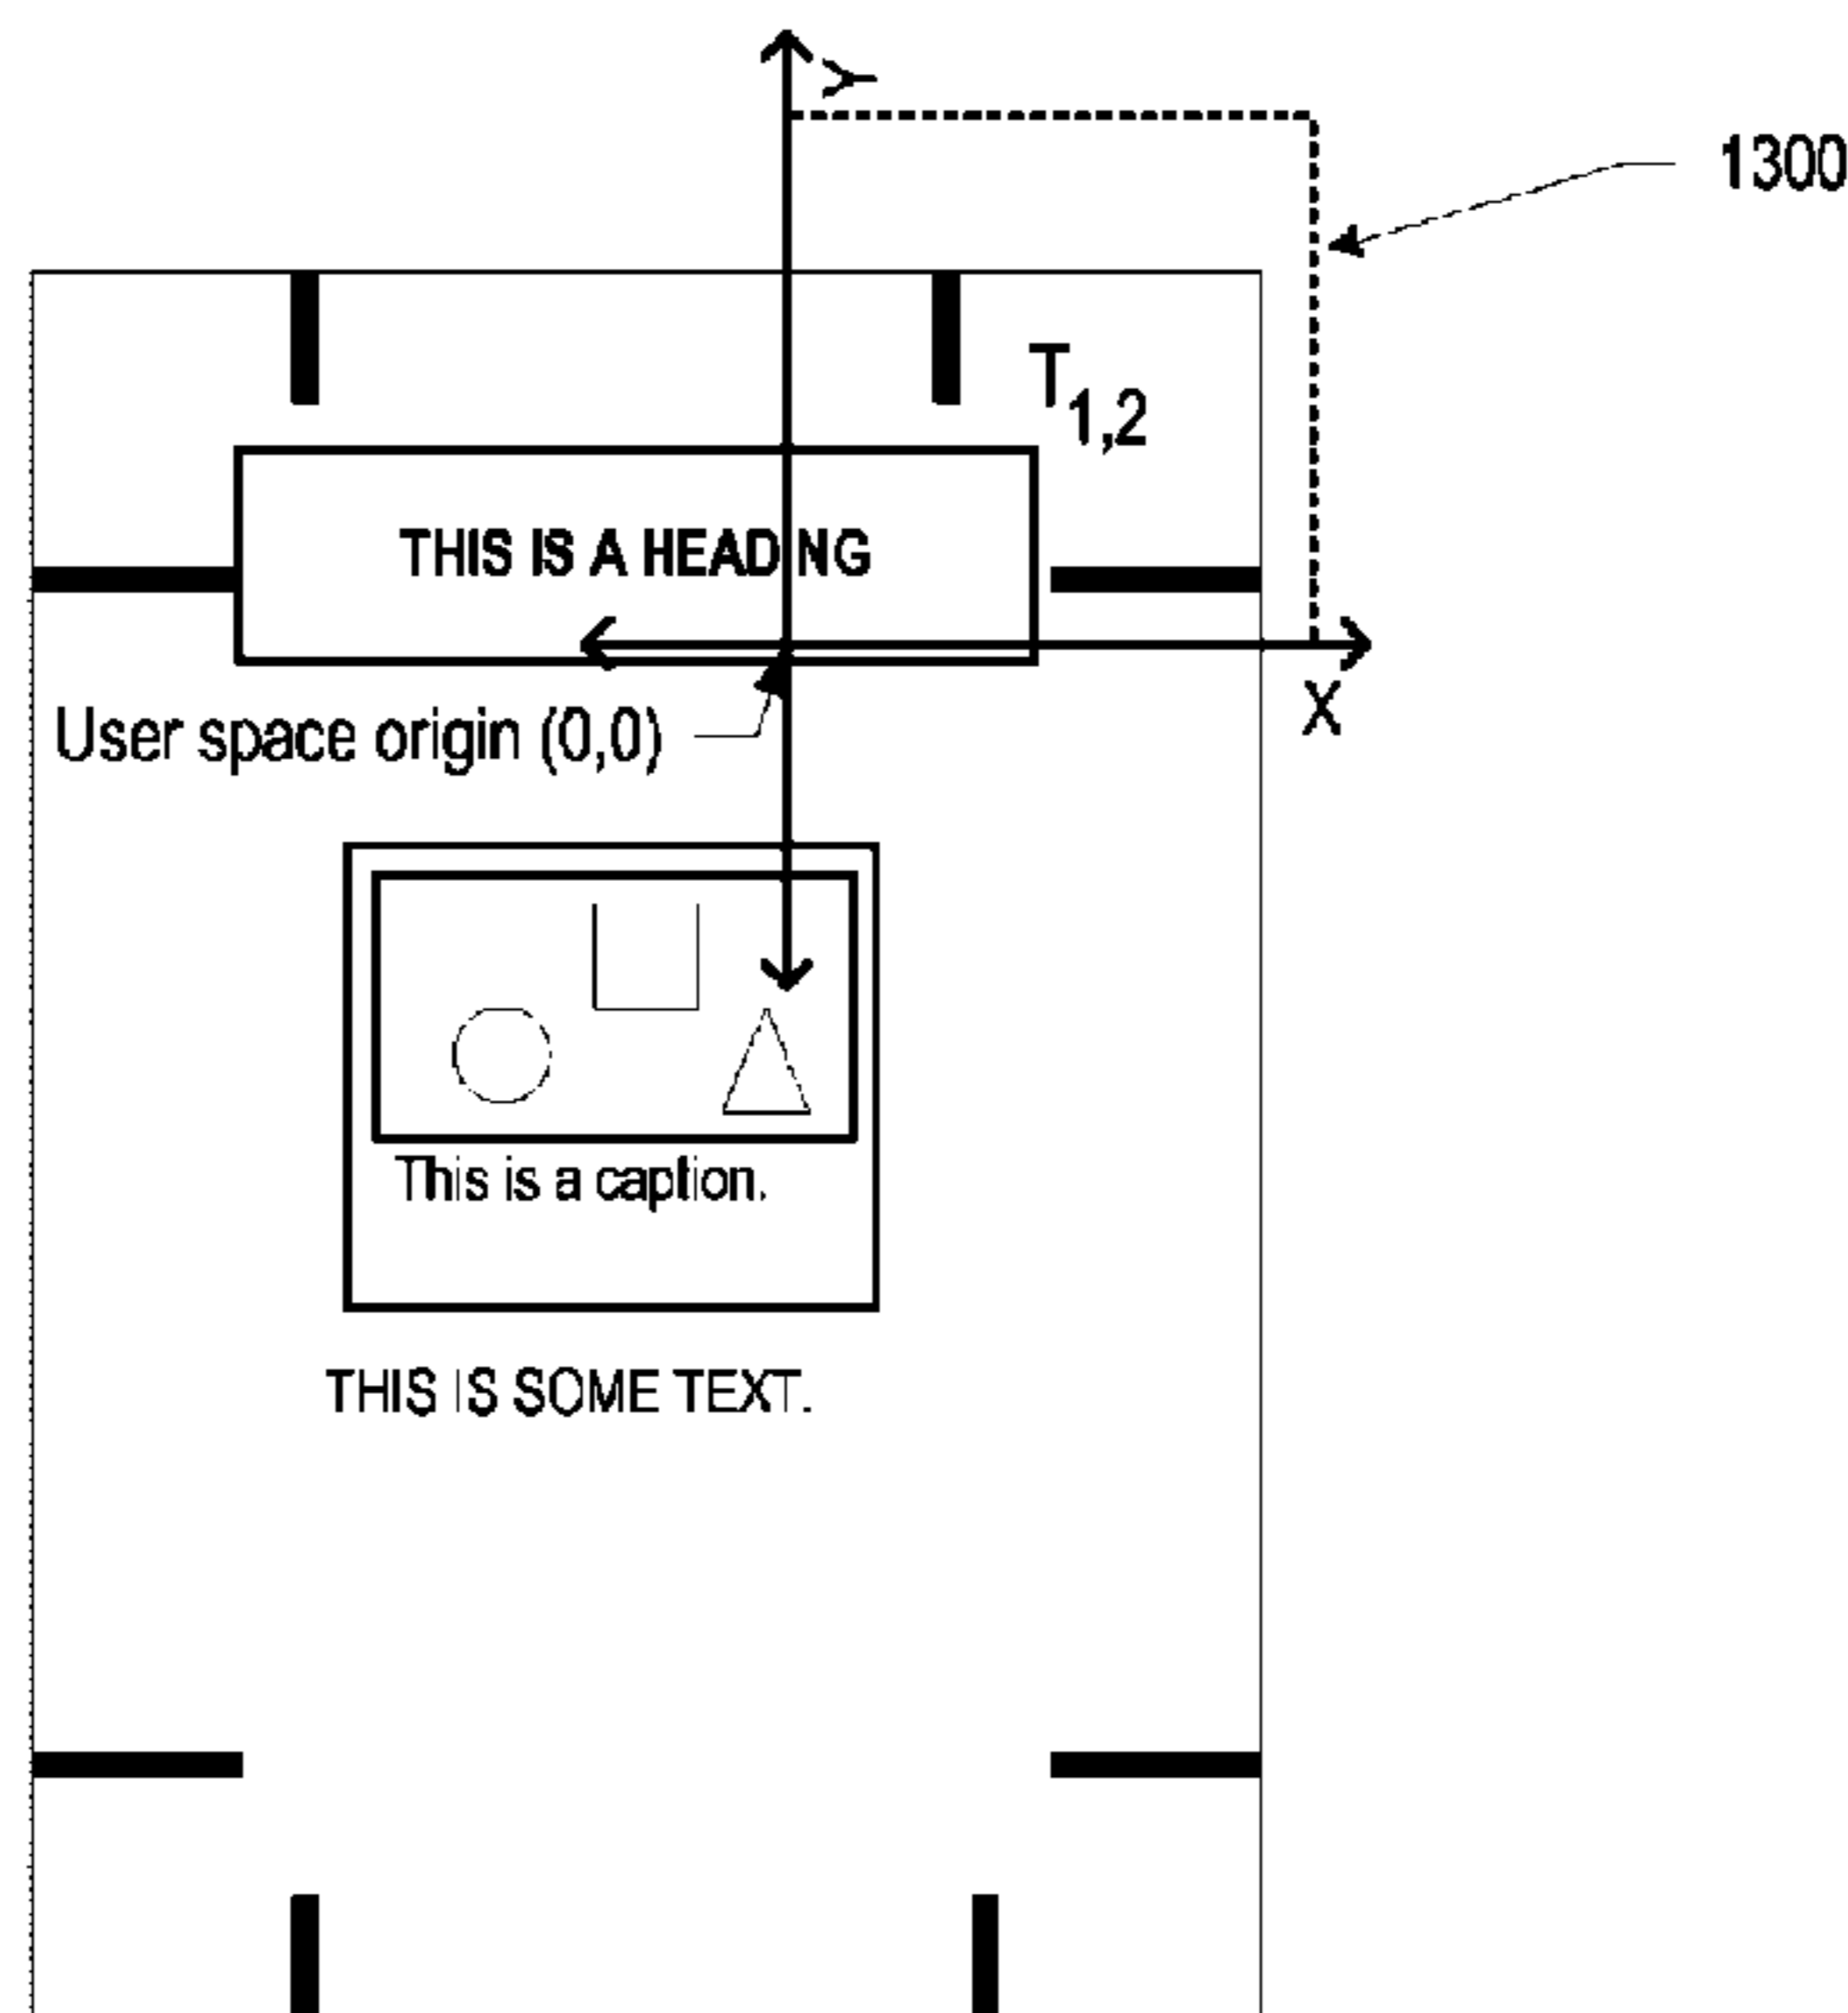 Y
1300
T1,2
THIS IS A HEADING
X
User space origin (0,0)
This is a caption.
THIS IS SOME TEXT.